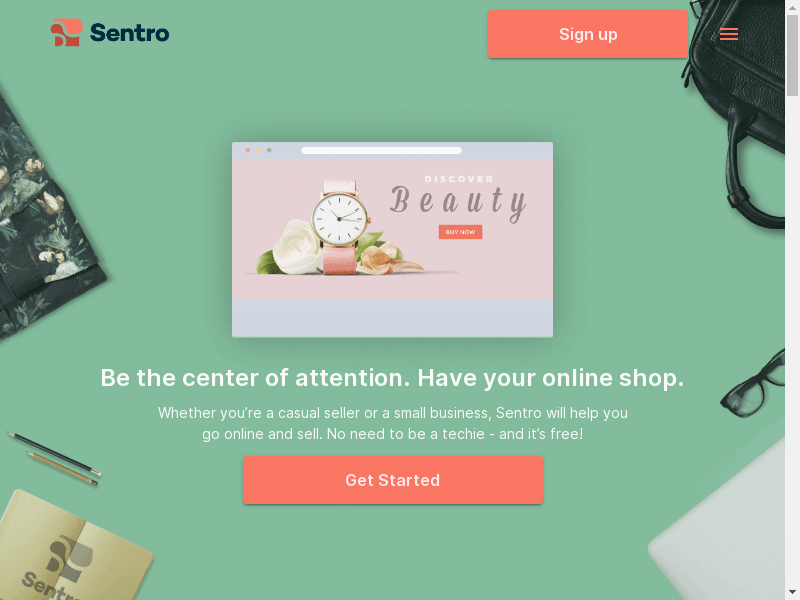 Sentro
Sign up
DISCOVER
Beauty
BUY NOW
Be the center of attention. Have your online shop.
Whether you’re a casual seller or a small business, Sentro will help you
go online and sell. No need to be a techie - and it’s free!
Get Started
Sentro